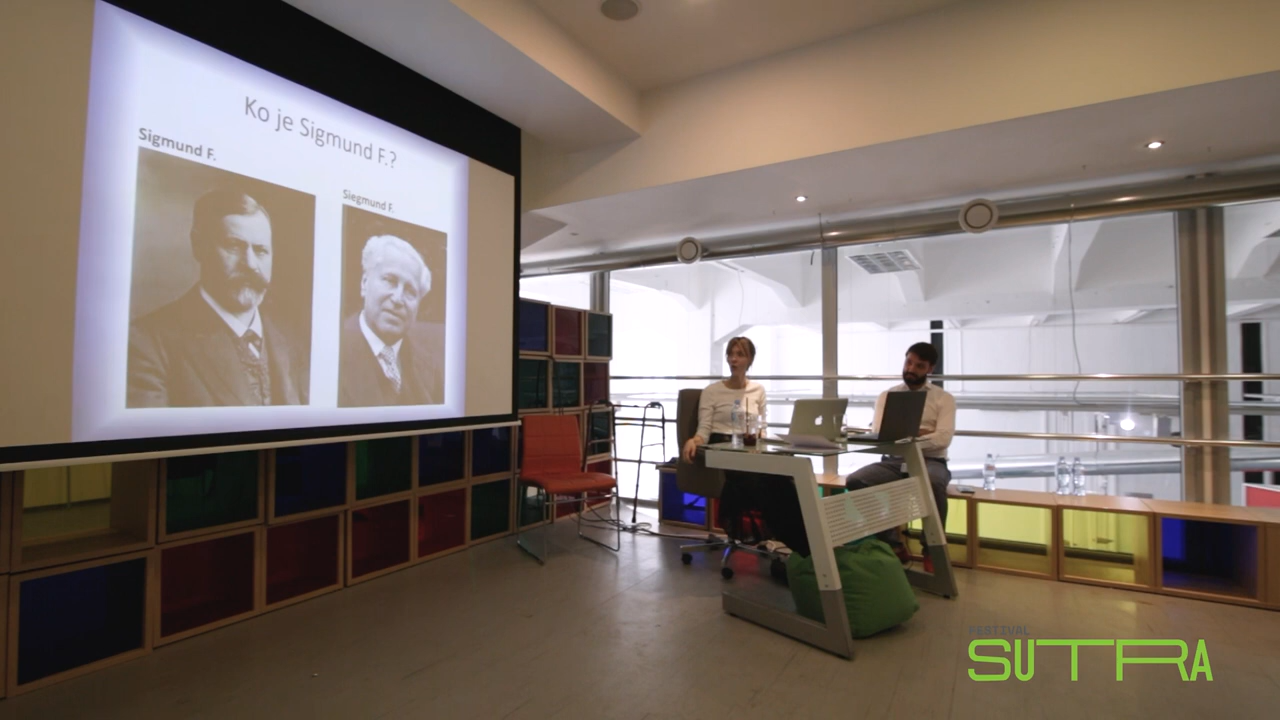 Ko je Sigmund F.?
Sigmund F.
Siegmund F.
FESTIVAL
SUTRA